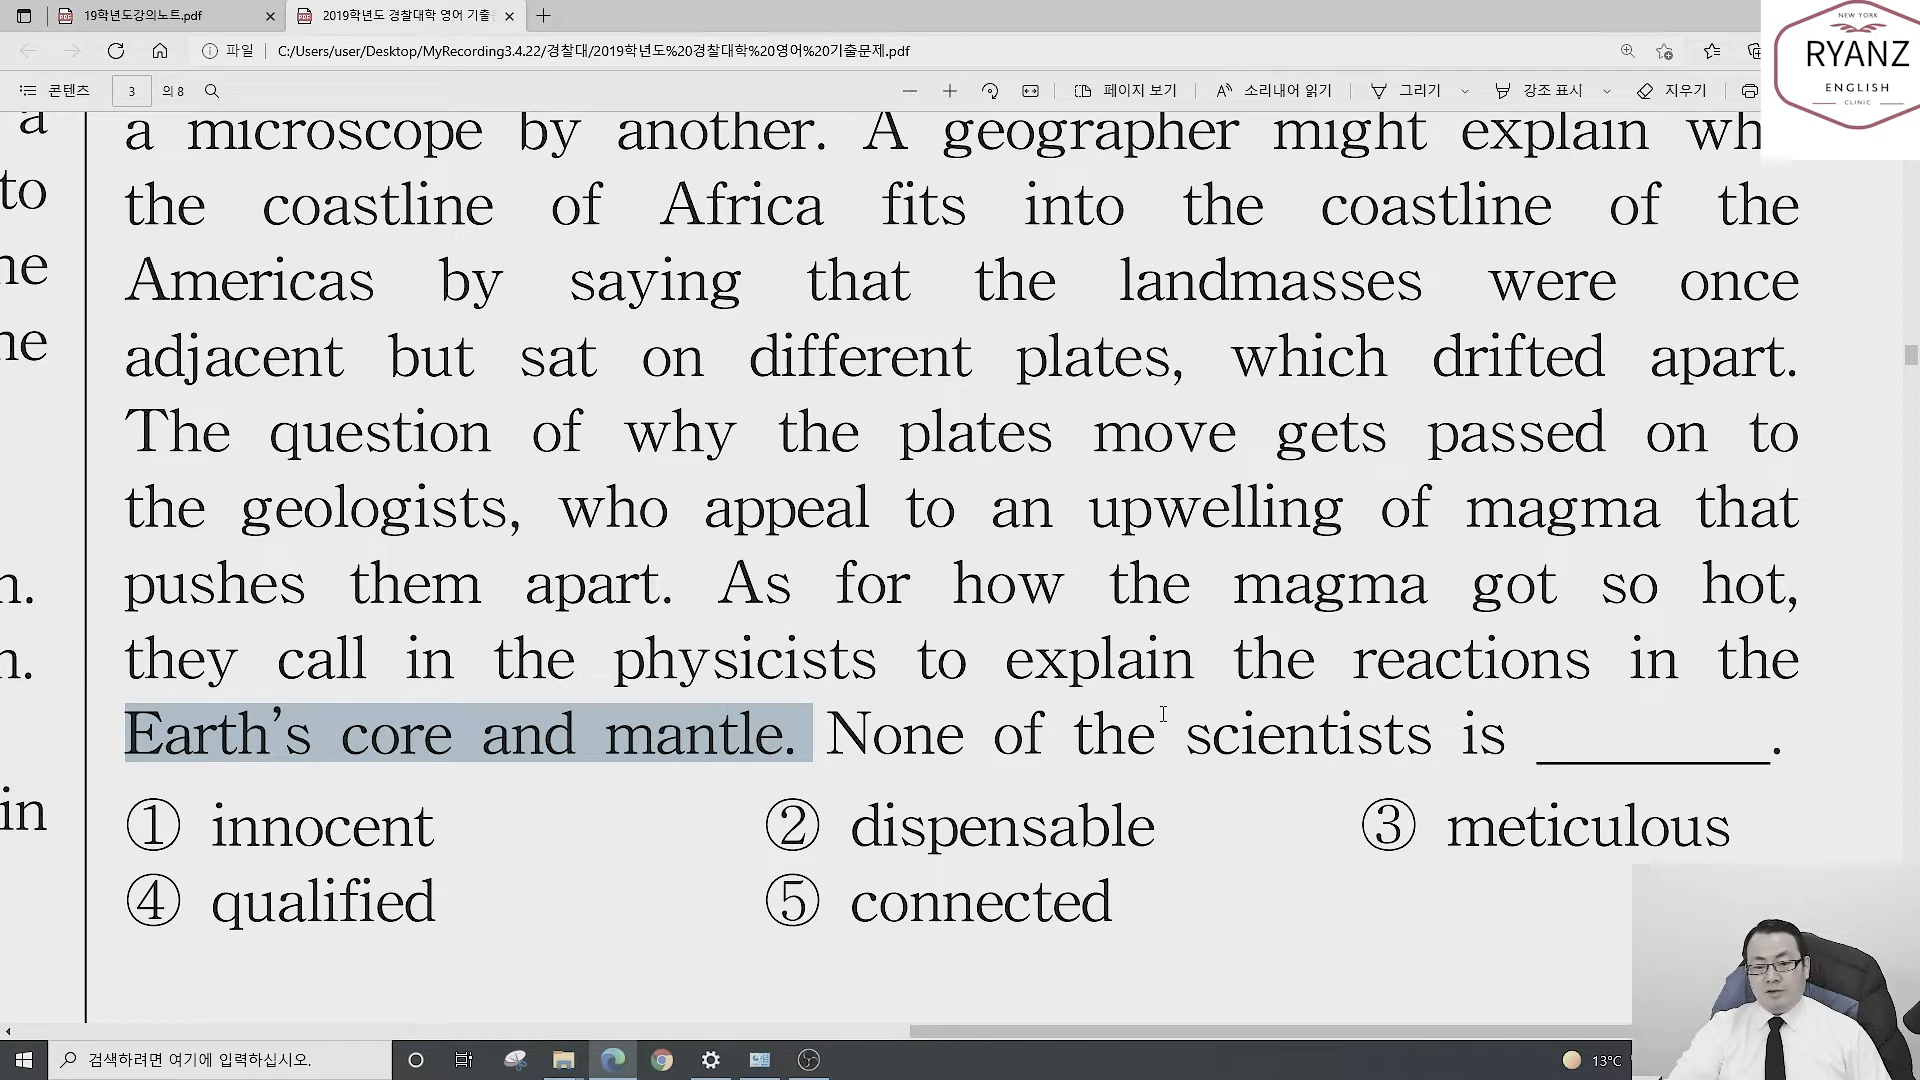 19학년도강의노트.pdf
2019학년도 경찰대학 영어 기출
파일
C:/Users/user/Desktop/MyRecording3.4.22/경찰대/2019학년도%20경찰대학%20영어%20기출문제.pdf
NEW YORK
RYANZ
ENGLISH
CLINIC
콘텐츠
3 의 8
페이지 보기
소리내어 읽기
그리기
강조 표시
지우기
a
to
he
he
n.
n.
in
a microscope by another. A geographer might explain wh
the coastline of Africa fits into the coastline of the
Americas by saying that the landmasses were once
adjacent but sat on different plates, which drifted apart.
The question of why the plates move gets passed on to
the geologists, who appeal to an upwelling of magma that
pushes them apart. As for how the magma got so hot,
they call in the physicists to explain the reactions in the
Earth's core and mantle. None of the scientists is ________.
① innocent ② dispensable ③ meticulous
④ qualified ⑤ connected
검색하려면 여기에 입력하십시오.
13°C